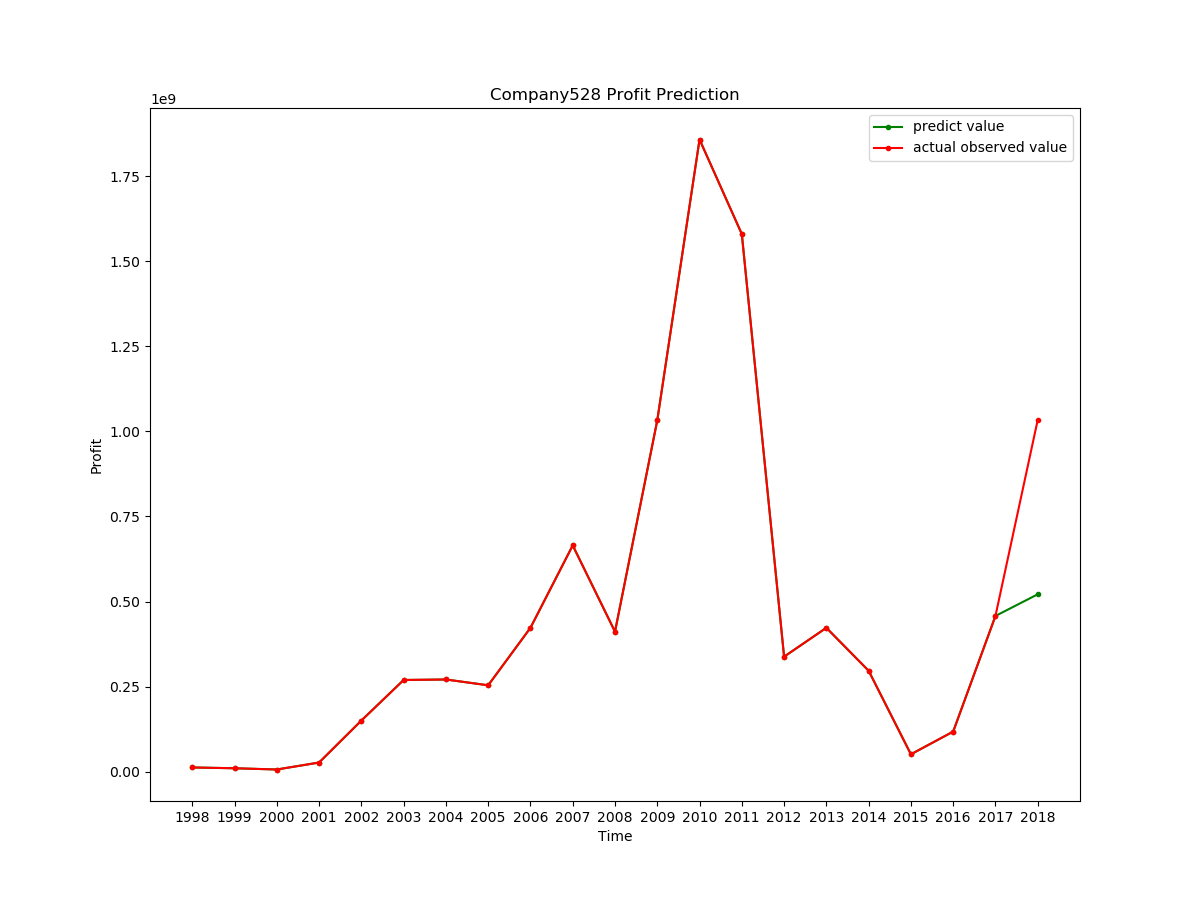 Company528 Profit Prediction
1e9
predict value
actual observed value
1.75
1.50
1.25
1.00
0.75
0.50
0.25
0.00
Profit
1998 1999 2000 2001 2002 2003 2004 2005 2006 2007 2008 2009 2010 2011 2012 2013 2014 2015 2016 2017 2018
Time